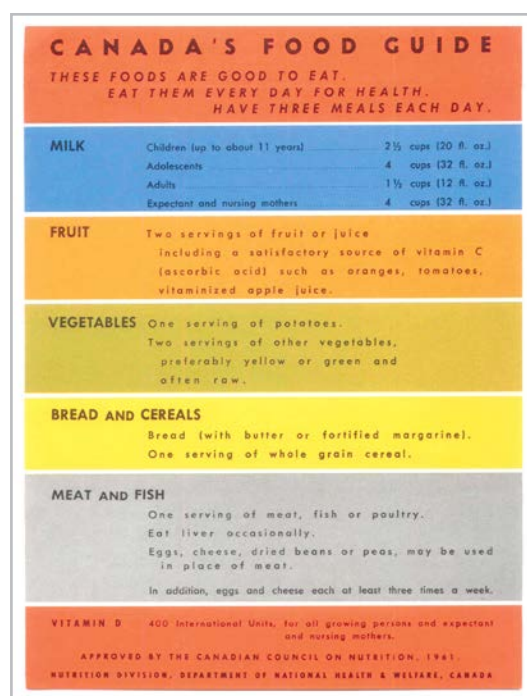 CANADA'S FOOD GUIDE
THESE FOODS ARE GOOD TO EAT.
EAT THEM EVERY DAY FOR HEALTH.
HAVE THREE MEALS EACH DAY.
MILK Children (up to about 11 years) 2½ cups (20 fl. oz.)
Adolescents 4 cups (32 fl. oz.)
Adults 1½ cups (12 fl. oz.)
Expectant and nursing mothers 4 cups (32 fl. oz.)
FRUIT Two servings of fruit or juice
including a satisfactory source of vitamin C
(ascorbic acid) such as oranges, tomatoes,
vitaminized apple juice.
VEGETABLES One serving of potatoes.
Two servings of other vegetables,
preferably yellow or green and
often raw.
BREAD AND CEREALS
Bread (with butter or fortified margarine).
One serving of whole grain cereal.
MEAT AND FISH
One serving of meat, fish or poultry.
Eat liver occasionally.
Eggs, cheese, dried beans or peas, may be used
in place of meat.
In addition, eggs and cheese each at least three times a week.
VITAMIN D 400 International Units, for all growing persons and expectant
and nursing mothers.
APPROVED BY THE CANADIAN COUNCIL ON NUTRITION, 1961.
NUTRITION DIVISION, DEPARTMENT OF NATIONAL HEALTH & WELFARE, CANADA